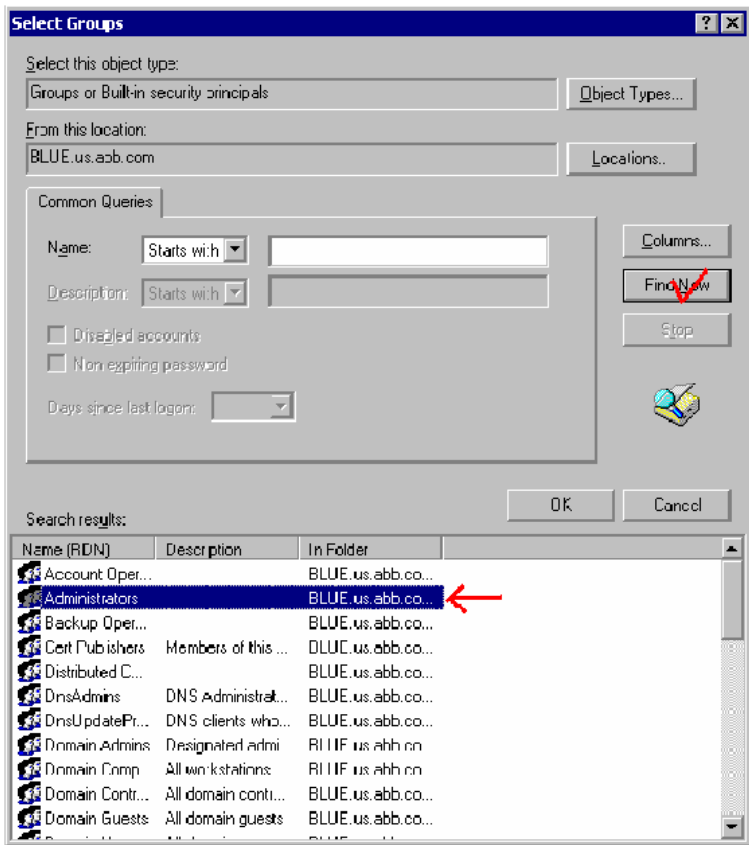 Select Groups
Select this object type:
Groups or Built-in security principals
Object Types...
From this location:
BLUE.us.abb.com
Locations..
Common Queries
Name:
Starts with
Columns...
Description:
Starts with
Find Now
Disabled accounts
Stop
Non expiring password
Days since last logon:
OK
Cancel
Search results:
Name (RDN) Description In Folder
Account Oper... BLUE.us.abb.co...
Administrators BLUE.us.abb.co...
Backup Oper... BLUE.us.abb.co...
Cert Publishers Members of this ... BLUE.us.abb.co...
Distributed C... BLUE.us.abb.co...
DnsAdmins DNS Administrat... BLUE.us.abb.co...
DnsUpdatePr... DNS clients who... BLUE.us.abb.co...
Domain Admins Designated admi BLUE.us.abb.co
Domain Comp All workstations BLUE.us.abb.co
Domain Contr... All domain contr... BLUE.us.abb.co...
Domain Guests All domain guests BLUE.us.abb.co...